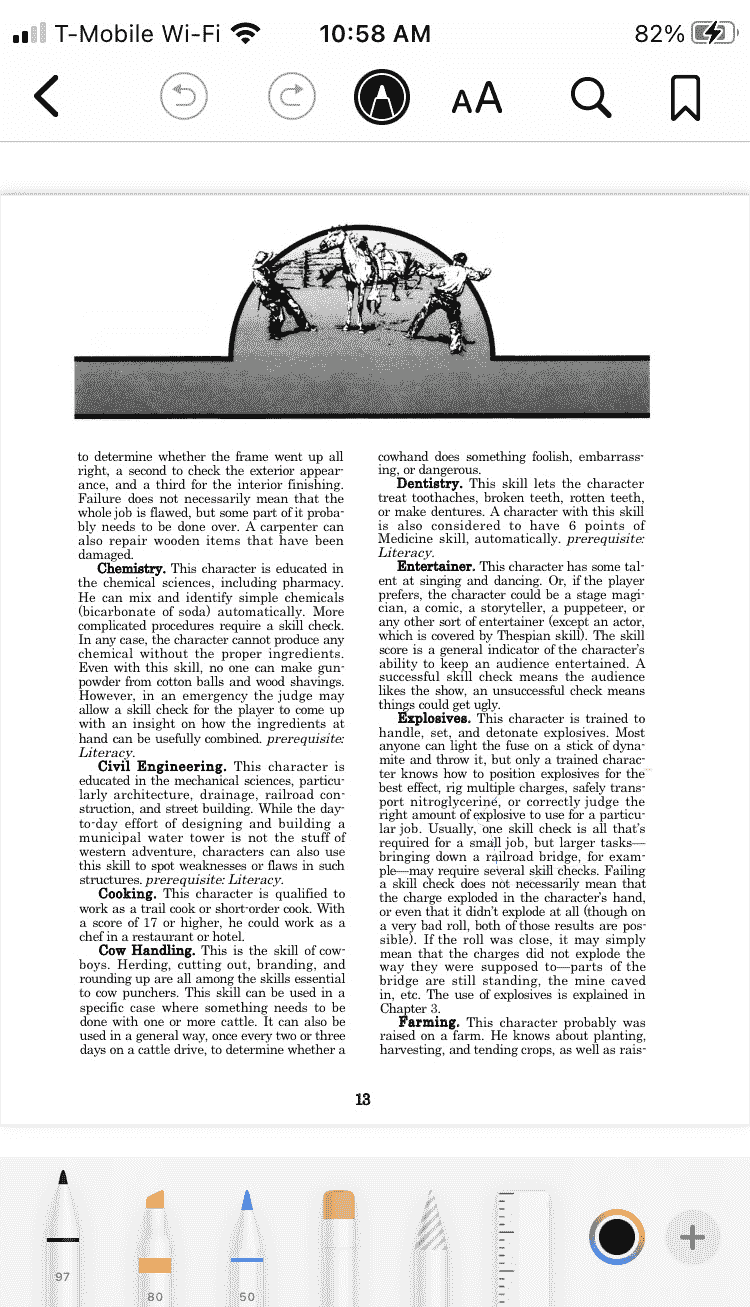 T-Mobile Wi-Fi
10:58 AM
82%
AA
to determine whether the frame went up all
right, a second to check the exterior appear-
ance, and a third for the interior finishing.
Failure does not necessarily mean that the
whole job is flawed, but some part of it proba-
bly needs to be done over. A carpenter can
also repair wooden items that have been
damaged.
Chemistry. This character is educated in
the chemical sciences, including pharmacy.
He can mix and identify simple chemicals
(bicarbonate of soda) automatically. More
complicated procedures require a skill check.
In any case, the character cannot produce any
chemical without the proper ingredients.
Even with this skill, no one can make gun-
powder from cotton balls and wood shavings.
However, in an emergency the judge may
allow a skill check for the player to come up
with an insight on how the ingredients at
hand can be usefully combined. prerequisite:
Literacy.
Civil Engineering. This character is
educated in the mechanical sciences, particu-
larly architecture, drainage, railroad con-
struction, and street building. While the day-
to-day effort of designing and building a
municipal water tower is not the stuff of
western adventure, characters can also use
this skill to spot weaknesses or flaws in such
structures. prerequisite: Literacy.
Cooking. This character is qualified to
work as a trail cook or short-order cook. With
a score of 17 or higher, he could work as a
chef in a restaurant or hotel.
Cow Handling. This is the skill of cow-
boys. Herding, cutting out, branding, and
rounding up are all among the skills essential
to cow punchers. This skill can be used in a
specific case where something needs to be
done with one or more cattle. It can also be
used in a general way, once every two or three
days on a cattle drive, to determine whether a
cowhand does something foolish, embarrass-
ing, or dangerous.
Dentistry. This skill lets the character
treat toothaches, broken teeth, rotten teeth,
or make dentures. A character with this skill
is also considered to have 6 points of
Medicine skill, automatically. prerequisite:
Literacy.
Entertainer. This character has some tal-
ent at singing and dancing. Or, if the player
prefers, the character could be a stage magi-
cian, a comic, a storyteller, a puppeteer, or
any other sort of entertainer (except an actor,
which is covered by Thespian skill). The skill
score is a general indicator of the character's
ability to keep an audience entertained. A
successful skill check means the audience
likes the show, an unsuccessful check means
things could get ugly.
Explosives. This character is trained to
handle, set, and detonate explosives. Most
anyone can light the fuse on a stick of dyna-
mite and throw it, but only a trained charac-
ter knows how to position explosives for the
best effect, rig multiple charges, safely trans-
port nitroglycerine, or correctly judge the
right amount of explosive to use for a particu-
lar job. Usually, one skill check is all that's
required for a small job, but larger tasks—
bringing down a railroad bridge, for exam-
ple—may require several skill checks. Failing
a skill check does not necessarily mean that
the charge exploded in the character's hand,
or even that it didn't explode at all (though on
a very bad roll, both of those results are pos-
sible). If the roll was close, it may simply
mean that the charges did not explode the
way they were supposed to—parts of the
bridge are still standing, the mine caved
in, etc. The use of explosives is explained in
Chapter 3.
Farming. This character probably was
raised on a farm. He knows about planting,
harvesting, and tending crops, as well as rais-
13
97
80
50